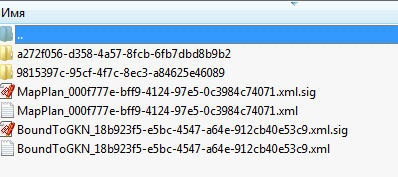 Имя
..
a272f056-d358-4a57-8fcb-6fb7dbd8b9b2
9815397c-95cf-4f7c-8ec3-a84625e46089
MapPlan_000f777e-bff9-4124-97e5-0c3984c74071.xml.sig
MapPlan_000f777e-bff9-4124-97e5-0c3984c74071.xml
BoundToGKN_18b923f5-e5bc-4547-a64e-912cb40e53c9.xml.sig
BoundToGKN_18b923f5-e5bc-4547-a64e-912cb40e53c9.xml